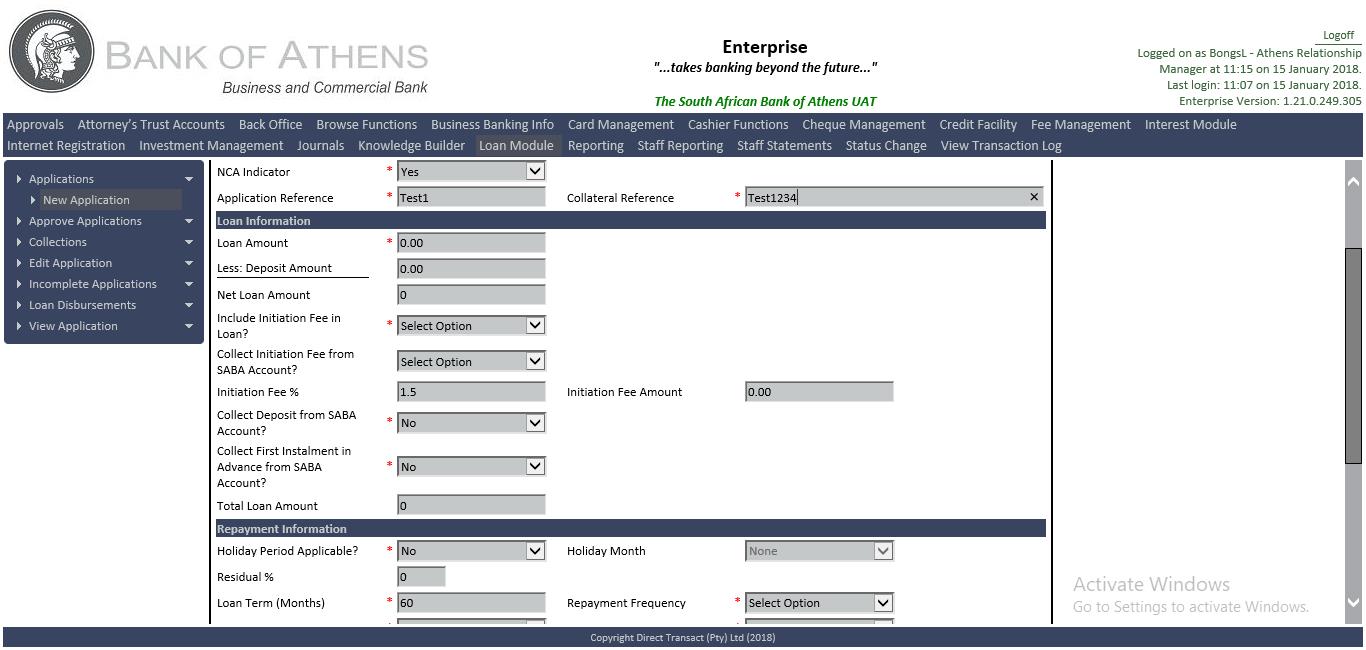 BANK OF ATHENS
Business and Commercial Bank
Enterprise
"...takes banking beyond the future..."
The South African Bank of Athens UAT
Logoff
Logged on as BongsL - Athens Relationship
Manager at 11:15 on 15 January 2018.
Last login: 11:07 on 15 January 2018.
Enterprise Version: 1.21.0.249.305
Approvals Attorney's Trust Accounts Back Office Browse Functions Business Banking Info Card Management Cashier Functions Cheque Management Credit Facility Fee Management Interest Module
Internet Registration Investment Management Journals Knowledge Builder Loan Module Reporting Staff Reporting Staff Statements Status Change View Transaction Log
Applications
New Application
Approve Applications
Collections
Edit Application
Incomplete Applications
Loan Disbursements
View Application
NCA Indicator * Yes
Application Reference * Test1 Collateral Reference * Test1234 ×
Loan Information
Loan Amount * 0.00
Less: Deposit Amount 0.00
Net Loan Amount 0
Include Initiation Fee in
Loan? * Select Option
Collect Initiation Fee from
SABA Account? Select Option
Initiation Fee % 1.5 Initiation Fee Amount 0.00
Collect Deposit from SABA
Account? * No
Collect First Instalment in
Advance from SABA * No
Account?
Total Loan Amount 0
Repayment Information
Holiday Period Applicable? * No Holiday Month None
Residual % 0
Loan Term (Months) * 60 Repayment Frequency * Select Option
Activate Windows
Go to Settings to activate Windows.
Copyright Direct Transact (Pty) Ltd (2018)